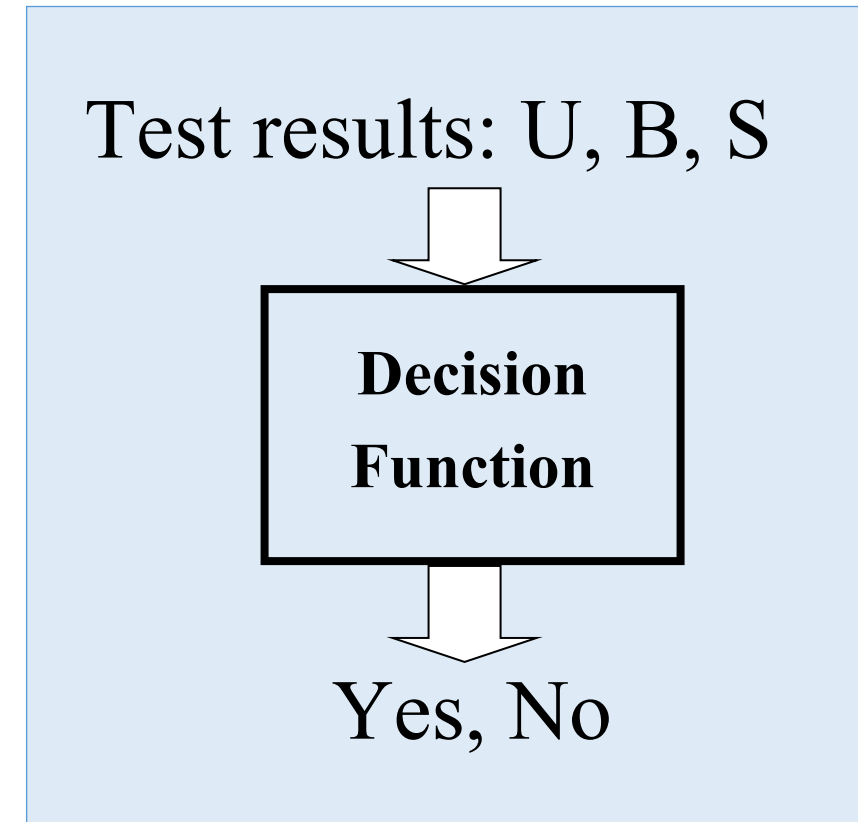 Test results: U, B, S
Decision
Function
Yes, No